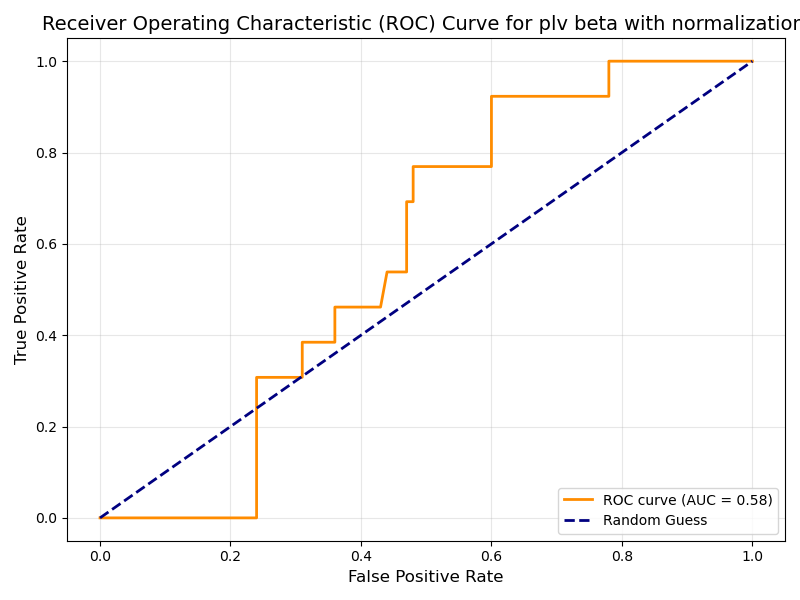 Receiver Operating Characteristic (ROC) Curve for plv beta with normalization
1.0
0.8
0.6
0.4
0.2
0.0
True Positive Rate
0.0 0.2 0.4 0.6 0.8 1.0
False Positive Rate
ROC curve (AUC = 0.58)
Random Guess